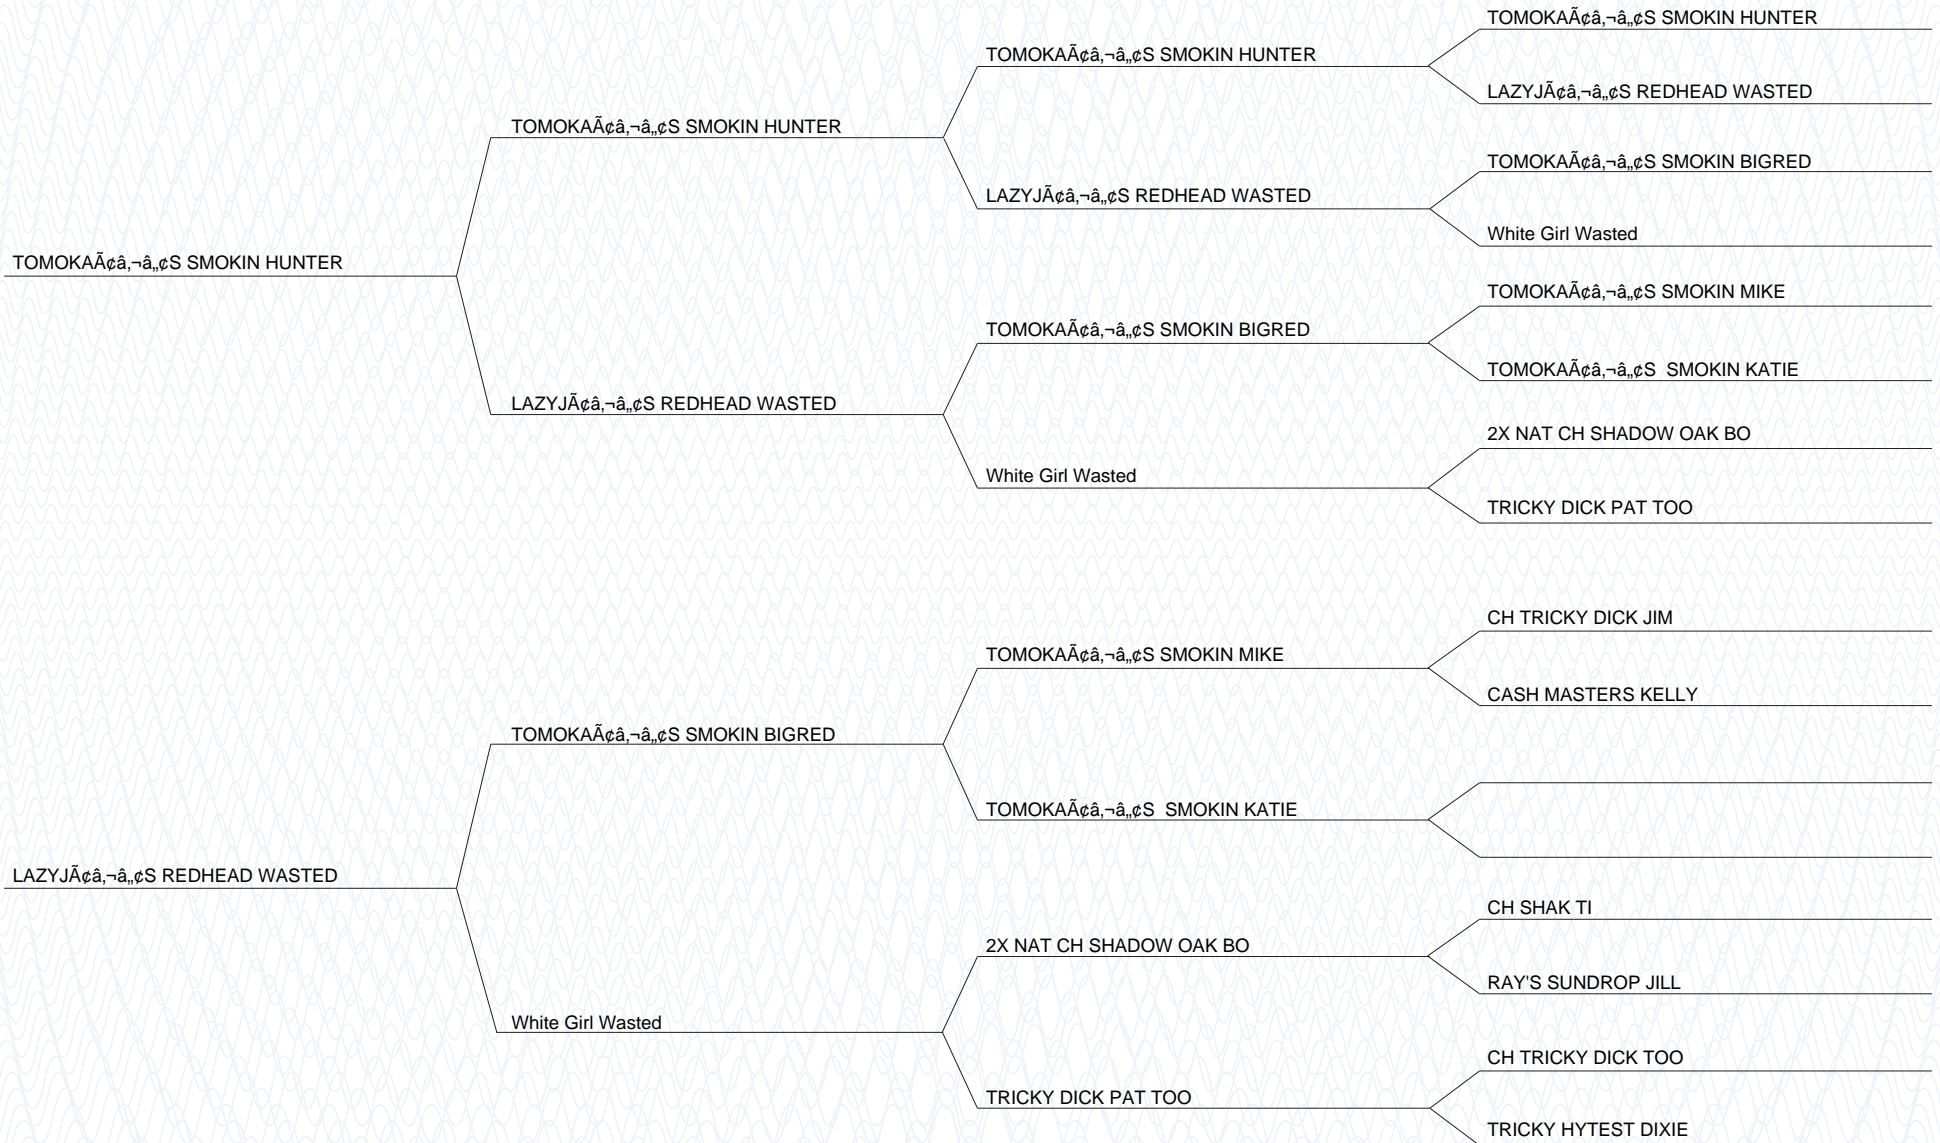 TOMOKAÃ¢â‚¬â„¢S SMOKIN HUNTER
TOMOKAÃ¢â‚¬â„¢S SMOKIN HUNTER
LAZYJÃ¢â‚¬â„¢S REDHEAD WASTED
TOMOKAÃ¢â‚¬â„¢S SMOKIN HUNTER
LAZYJÃ¢â‚¬â„¢S REDHEAD WASTED
TOMOKAÃ¢â‚¬â„¢S SMOKIN BIGRED
White Girl Wasted
TOMOKAÃ¢â‚¬â„¢S SMOKIN HUNTER
LAZYJÃ¢â‚¬â„¢S REDHEAD WASTED
TOMOKAÃ¢â‚¬â„¢S SMOKIN BIGRED
White Girl Wasted
TOMOKAÃ¢â‚¬â„¢S SMOKIN MIKE
TOMOKAÃ¢â‚¬â„¢S  SMOKIN KATIE
2X NAT CH SHADOW OAK BO
TRICKY DICK PAT TOO
LAZYJÃ¢â‚¬â„¢S REDHEAD WASTED
TOMOKAÃ¢â‚¬â„¢S SMOKIN BIGRED
White Girl Wasted
TOMOKAÃ¢â‚¬â„¢S SMOKIN MIKE
TOMOKAÃ¢â‚¬â„¢S  SMOKIN KATIE
2X NAT CH SHADOW OAK BO
TRICKY DICK PAT TOO
CH TRICKY DICK JIM
CASH MASTERS KELLY
CH SHAK TI
RAY'S SUNDROP JILL
CH TRICKY DICK TOO
TRICKY HYTEST DIXIE